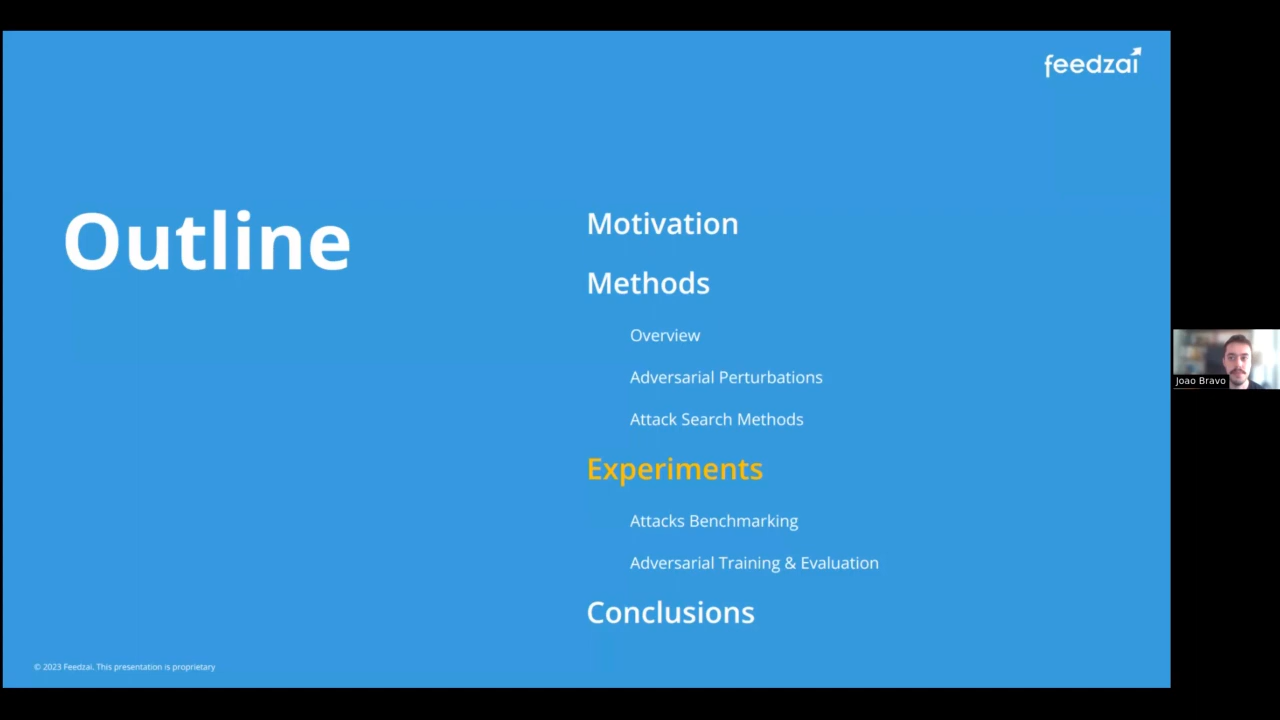 feedzai
Outline
Motivation
Methods
Overview
Adversarial Perturbations
Attack Search Methods
Experiments
Attacks Benchmarking
Adversarial Training & Evaluation
Conclusions
Joao Bravo
© 2023 Feedzai. This presentation is proprietary